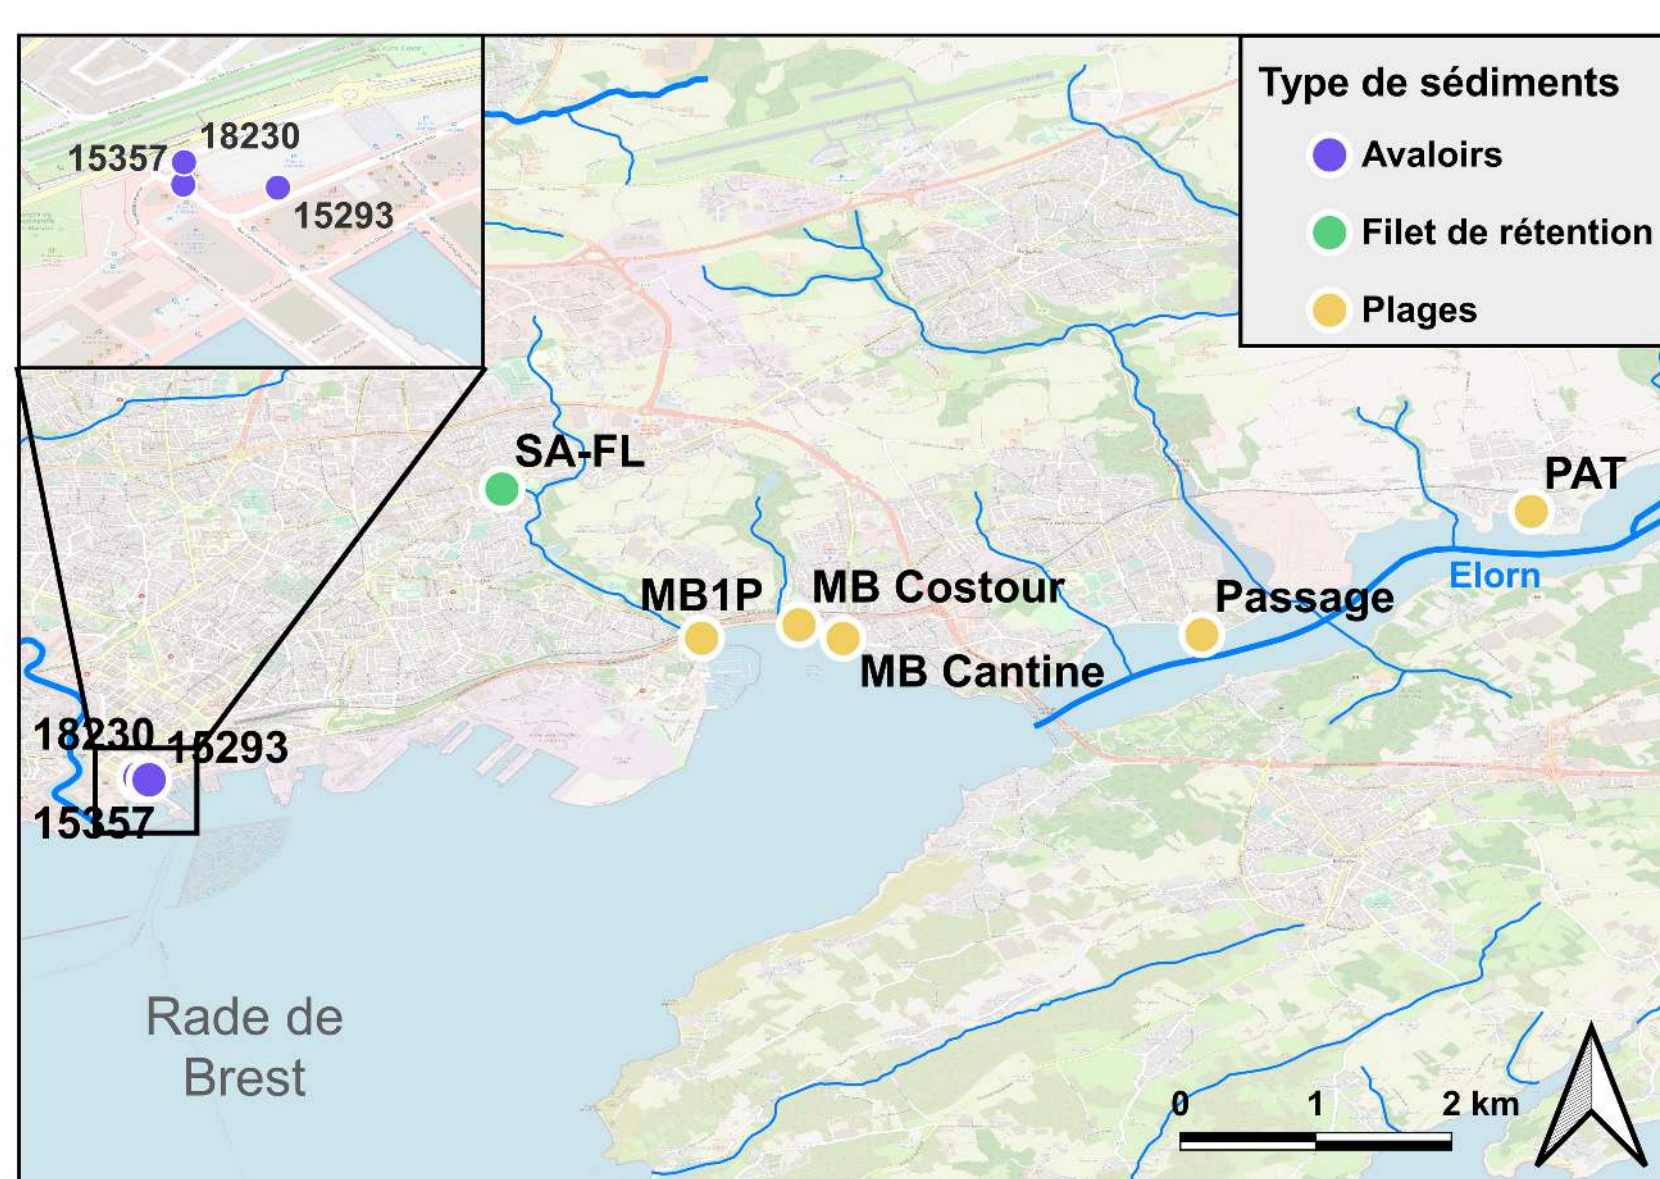 18230
15357
15293
Type de sédiments
Avaloirs
Filet de rétention
Plages
SA-FL
PAT
Elorn
MB1P
MB Costour
Passage
MB Cantine
18230
15293
15357
Rade de
Brest
0 1 2 km